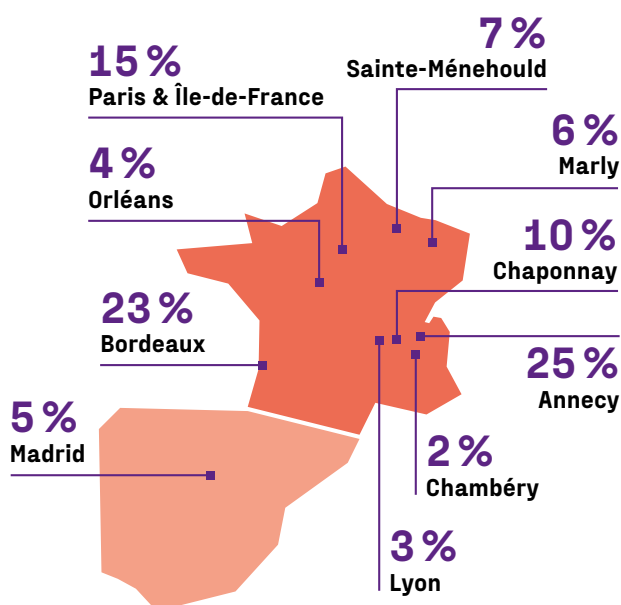 7 %
Sainte-Ménehould
15 %
Paris & Île-de-France
6 %
Marly
4 %
Orléans
10 %
Chaponnay
23 %
Bordeaux
25 %
Annecy
5 %
Madrid
2 %
Chambéry
3 %
Lyon